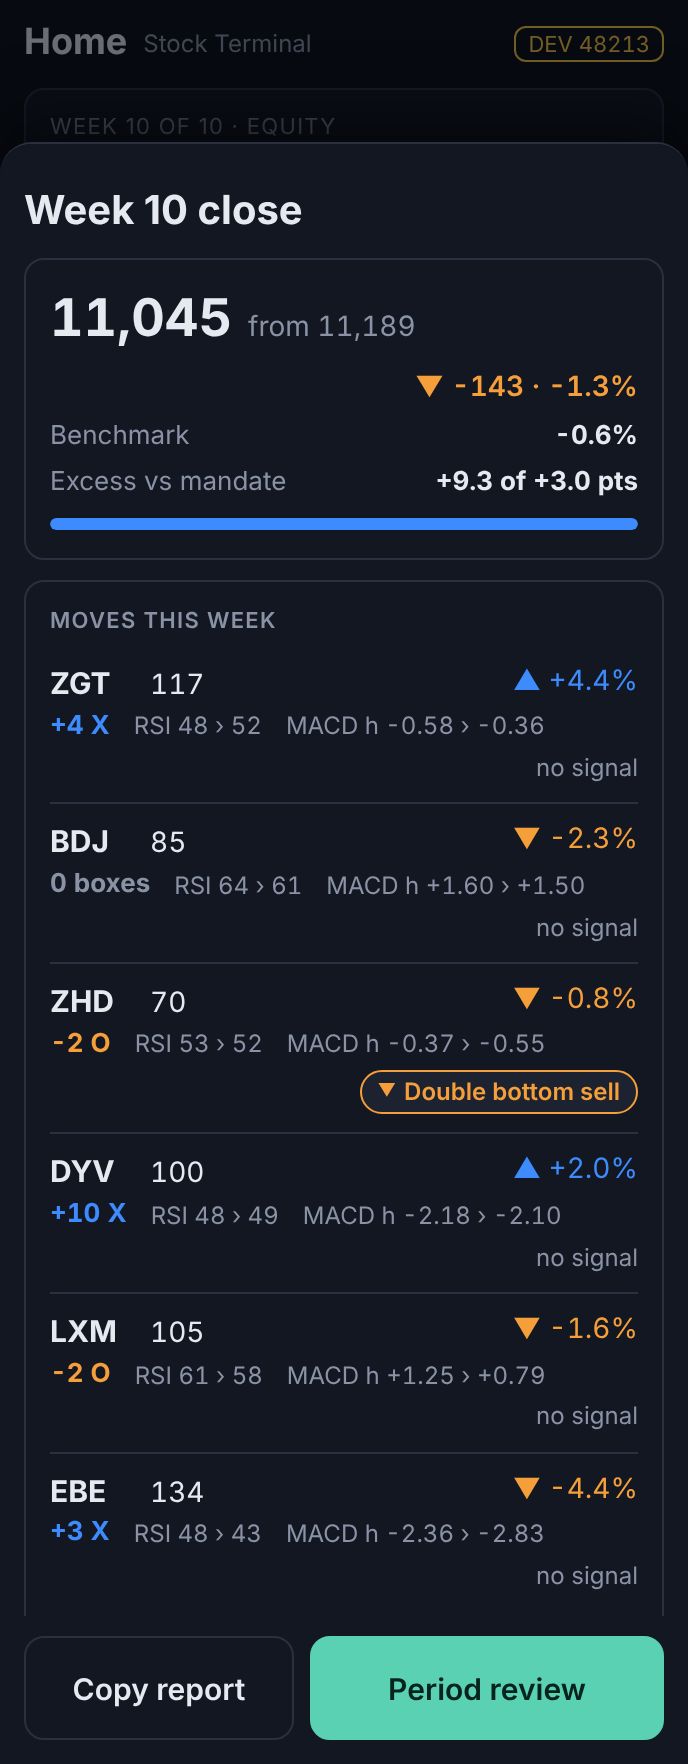 Home Stock Terminal DEV 48213
WEEK 10 OF 10 · EQUITY
Week 10 close
11,045 from 11,189
▼ -143 · -1.3%
Benchmark -0.6%
Excess vs mandate +9.3 of +3.0 pts
MOVES THIS WEEK
ZGT 117 ▲ +4.4%
+4 X RSI 48 › 52 MACD h -0.58 › -0.36
no signal
BDJ 85 ▼ -2.3%
0 boxes RSI 64 › 61 MACD h +1.60 › +1.50
no signal
ZHD 70 ▼ -0.8%
-2 O RSI 53 › 52 MACD h -0.37 › -0.55
▼ Double bottom sell
DYV 100 ▲ +2.0%
+10 X RSI 48 › 49 MACD h -2.18 › -2.10
no signal
LXM 105 ▼ -1.6%
-2 O RSI 61 › 58 MACD h +1.25 › +0.79
no signal
EBE 134 ▼ -4.4%
+3 X RSI 48 › 43 MACD h -2.36 › -2.83
no signal
Copy report Period review